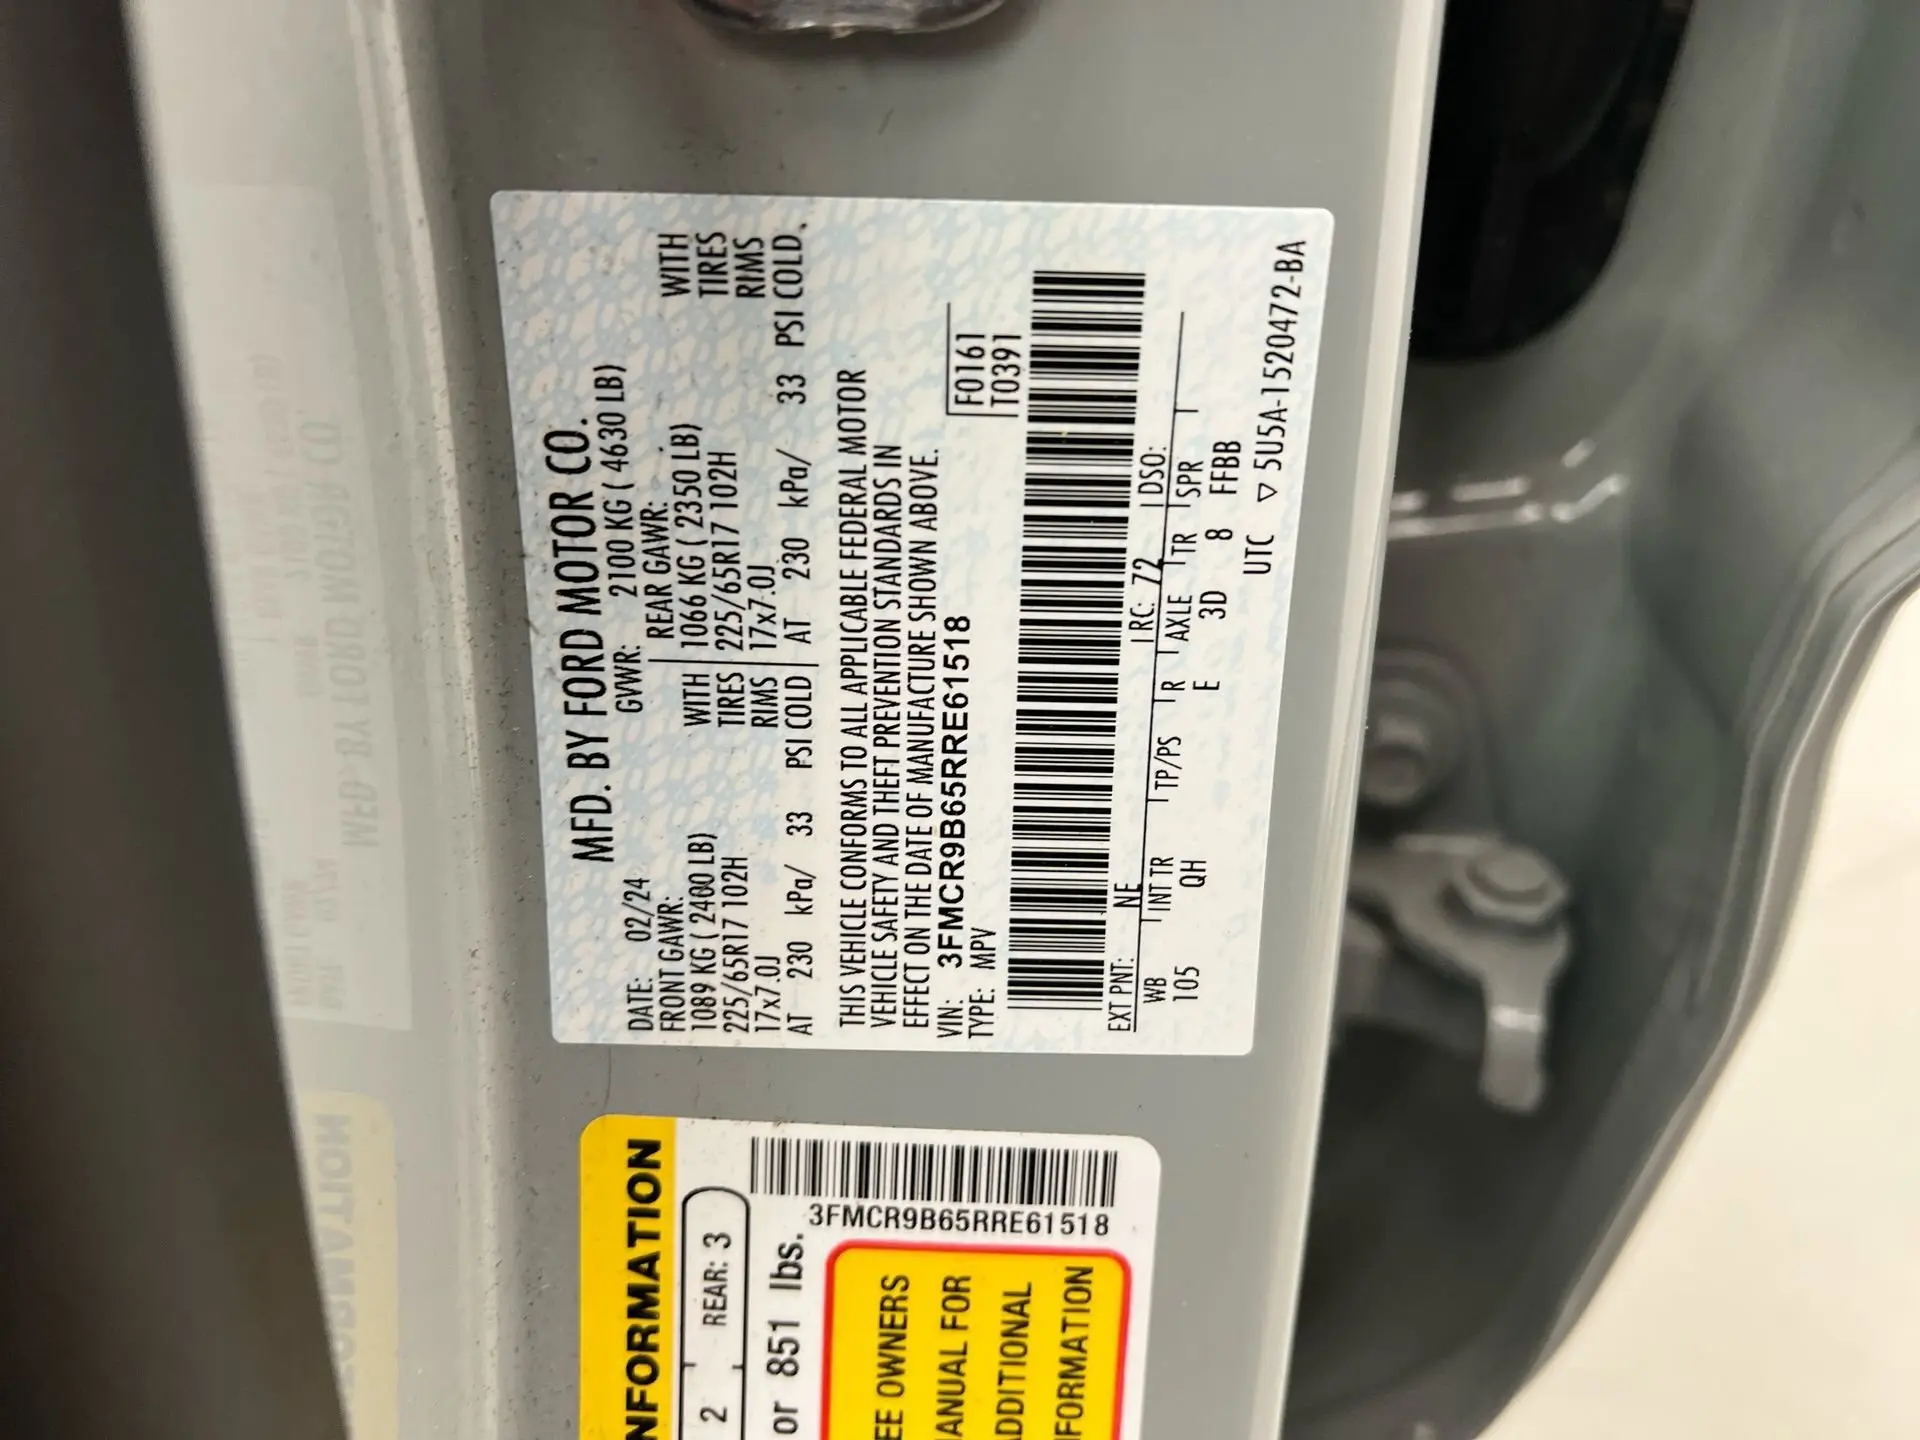 MFD. BY FORD MOTOR CO.
DATE: 02/24 GVWR: 2100 KG ( 4630 LB)
FRONT GAWR: REAR GAWR:
1089 KG ( 2400 LB) WITH 1066 KG ( 2350 LB) WITH
225/65R17 102H TIRES 225/65R17 102H TIRES
17x7.0J RIMS 17x7.0J RIMS
AT 230 kPa/ 33 PSI COLD AT 230 kPa/ 33 PSI COLD
THIS VEHICLE CONFORMS TO ALL APPLICABLE FEDERAL MOTOR
VEHICLE SAFETY AND THEFT PREVENTION STANDARDS IN
EFFECT ON THE DATE OF MANUFACTURE SHOWN ABOVE.
VIN: 3FMCR9B65RRE61518 F0161
TYPE: MPV T0391
EXT PNT: NE RC: 72 DSO:
WB INT TR TP/PS R AXLE TR SPR
105 QH E 3D 8 FFBB
UTC ▽ 5U5A-1520472-BA
NFORMATION
2 REAR: 3
or 851 lbs.
3FMCR9B65RRE61518
EE OWNERS
ANUAL FOR
ADDITIONAL
FORMATION